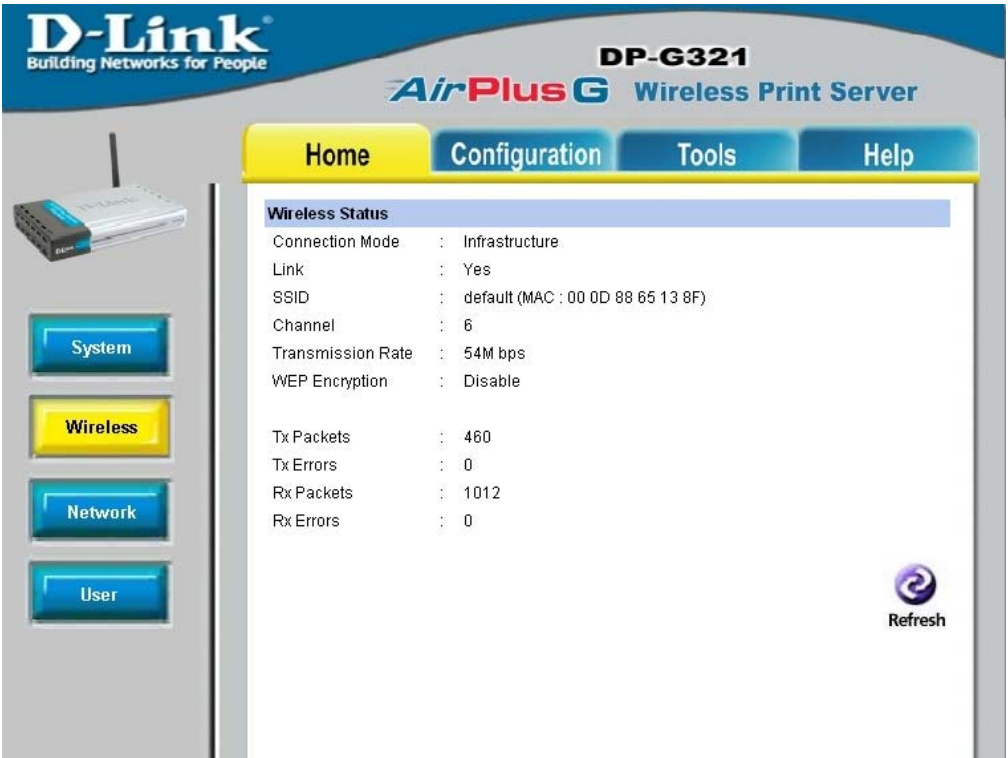 D-Link
Building Networks for People
DP-G321
AirPlus G Wireless Print Server
Home Configuration Tools Help
D-Link
System
Wireless
Network
User
Wireless Status
Connection Mode : Infrastructure
Link : Yes
SSID : default (MAC : 00 0D 88 65 13 8F)
Channel : 6
Transmission Rate : 54M bps
WEP Encryption : Disable
Tx Packets : 460
Tx Errors : 0
Rx Packets : 1012
Rx Errors : 0
Refresh